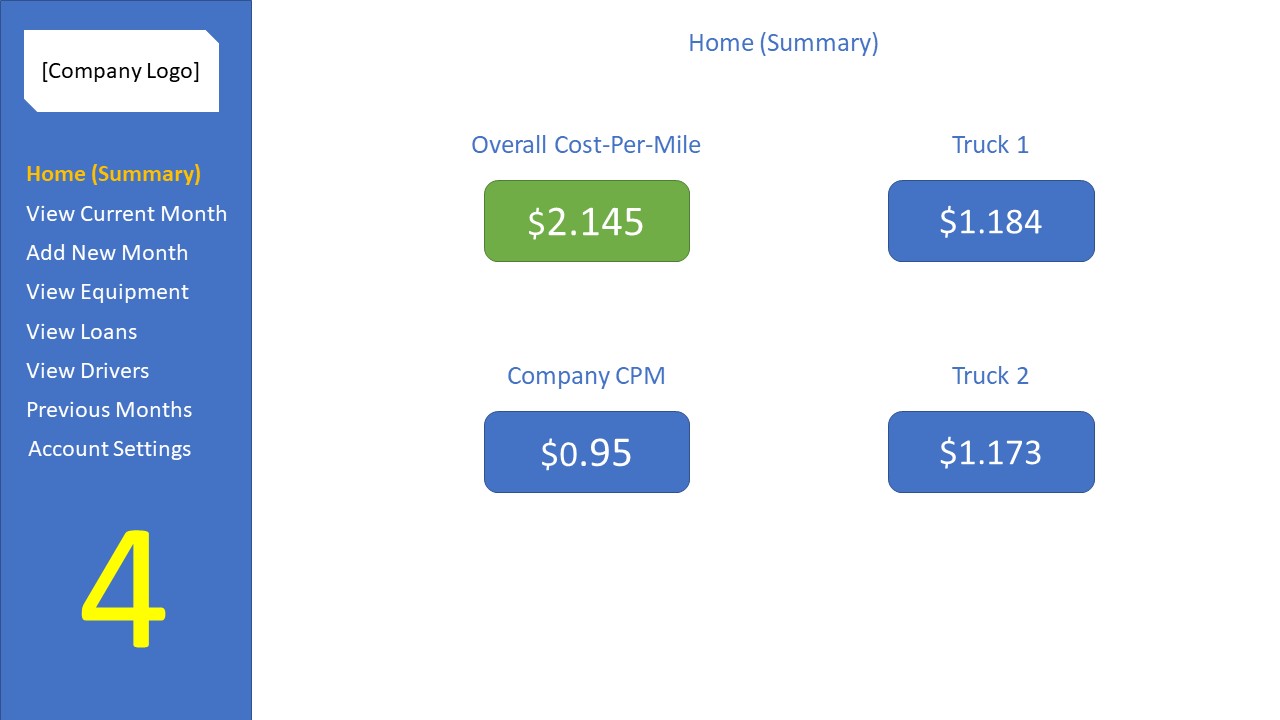 [Company Logo]
Home (Summary)
View Current Month
Add New Month
View Equipment
View Loans
View Drivers
Previous Months
Account Settings
4
Home (Summary)
Overall Cost-Per-Mile
$2.145
Truck 1
$1.184
Company CPM
$0.95
Truck 2
$1.173